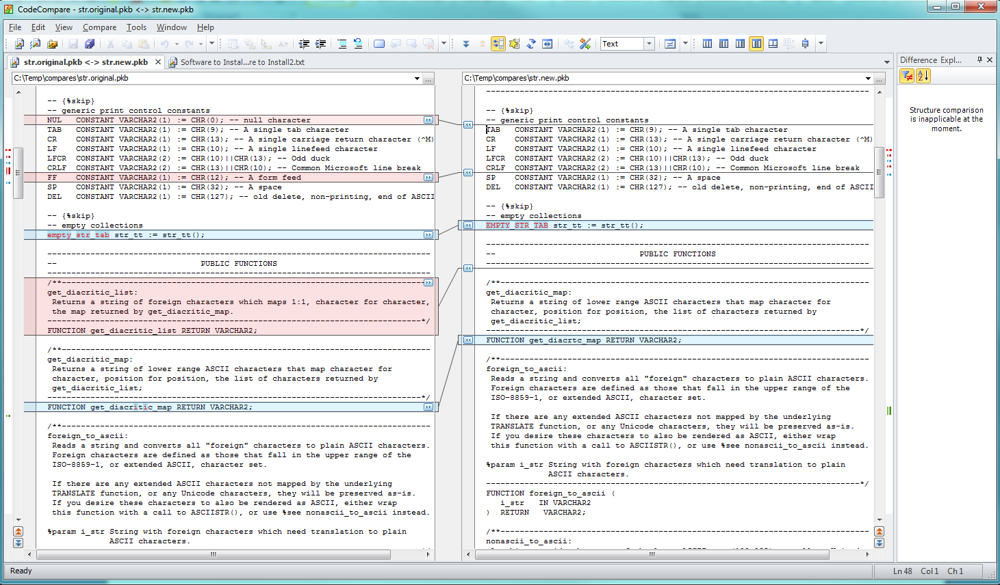 CodeCompare - str.original.pkb <-> str.new.pkb
File Edit View Compare Tools Window Help
Text
str.original.pkb <-> str.new.pkb
Software to Instal...re to Install2.txt
C:\Temp\compares\str.original.pkb
...
-- {%skip}
-- generic print control constants
NUL   CONSTANT VARCHAR2(1) := CHR(0); -- null character
TAB   CONSTANT VARCHAR2(1) := CHR(9); -- A single tab character
CR    CONSTANT VARCHAR2(1) := CHR(13); -- A single carriage return character (^M)
LF    CONSTANT VARCHAR2(1) := CHR(10); -- A single linefeed character
LFCR  CONSTANT VARCHAR2(2) := CHR(10)||CHR(13); -- Odd duck
CRLF  CONSTANT VARCHAR2(2) := CHR(13)||CHR(10); -- Common Microsoft line break
FF    CONSTANT VARCHAR2(1) := CHR(12); -- A form feed
SP    CONSTANT VARCHAR2(1) := CHR(32); -- A space
DEL   CONSTANT VARCHAR2(1) := CHR(127); -- old delete, non-printing, end of ASCII
-- {%skip}
-- empty collections
empty_str_tab str_tt := str_tt();
--------------------------------------------------------------------------------
--                              PUBLIC FUNCTIONS
--------------------------------------------------------------------------------
/**-----------------------------------------------------------------------------
get_diacritic_list:
Returns a string of foreign characters which maps 1:1, character for character,
the map returned by get_diacritic_map.
------------------------------------------------------------------------------*/
FUNCTION get_diacritic_list RETURN VARCHAR2;
/**-----------------------------------------------------------------------------
get_diacritic_map:
Returns a string of lower range ASCII characters that map character for
character, position for position, the list of characters returned by
get_diacritic_list;
------------------------------------------------------------------------------*/
FUNCTION get_diacritic_map RETURN VARCHAR2;
/**-----------------------------------------------------------------------------
foreign_to_ascii:
Reads a string and converts all "foreign" characters to plain ASCII characters.
Foreign characters are defined as those that fall in the upper range of the
ISO-8859-1, or extended ASCII, character set.
If there are any extended ASCII characters not mapped by the underlying
TRANSLATE function, or any Unicode characters, they will be preserved as-is.
If you desire these characters to also be rendered as ASCII, either wrap
this function with a call to ASCIISTR(), or use %see nonascii_to_ascii instead.
%param i_str String with foreign characters which need translation to plain
ASCII characters.
C:\Temp\compares\str.new.pkb
...
--------------------------------------------------------------------------------
-- {%skip}
-- generic print control constants
TAB   CONSTANT VARCHAR2(1) := CHR(9); -- A single tab character
CR    CONSTANT VARCHAR2(1) := CHR(13); -- A single carriage return character (^M)
LF    CONSTANT VARCHAR2(1) := CHR(10); -- A single linefeed character
LFCR  CONSTANT VARCHAR2(2) := CHR(10)||CHR(13); -- Odd duck
CRLF  CONSTANT VARCHAR2(2) := CHR(13)||CHR(10); -- Common Microsoft line break
SP    CONSTANT VARCHAR2(1) := CHR(32); -- A space
DEL   CONSTANT VARCHAR2(1) := CHR(127); -- old delete, non-printing, end of ASCII
-- {%skip}
-- empty collections
EMPTY_STR_TAB str_tt := str_tt();
--------------------------------------------------------------------------------
--                              PUBLIC FUNCTIONS
--------------------------------------------------------------------------------
/**-----------------------------------------------------------------------------
get_diacritic_map:
Returns a string of lower range ASCII characters that map character for
character, position for position, the list of characters returned by
get_diacritic_list;
------------------------------------------------------------------------------*/
FUNCTION get_diacrtc_map RETURN VARCHAR2;
/**-----------------------------------------------------------------------------
foreign_to_ascii:
Reads a string and converts all "foreign" characters to plain ASCII characters.
Foreign characters are defined as those that fall in the upper range of the
ISO-8859-1, or extended ASCII, character set.
If there are any extended ASCII characters not mapped by the underlying
TRANSLATE function, or any Unicode characters, they will be preserved as-is.
If you desire these characters to also be rendered as ASCII, either wrap
this function with a call to ASCIISTR(), or use %see nonascii_to_ascii instead.
%param i_str String with foreign characters which need translation to plain
ASCII characters.
------------------------------------------------------------------------------*/
FUNCTION foreign_to_ascii (
i_str   IN VARCHAR2
)  RETURN   VARCHAR2;
/**-----------------------------------------------------------------------------
nonascii_to_ascii:
Difference Expl...
Structure comparison
is inapplicable at the
moment.
Ready
Ln 48 Col 1 Ch 1